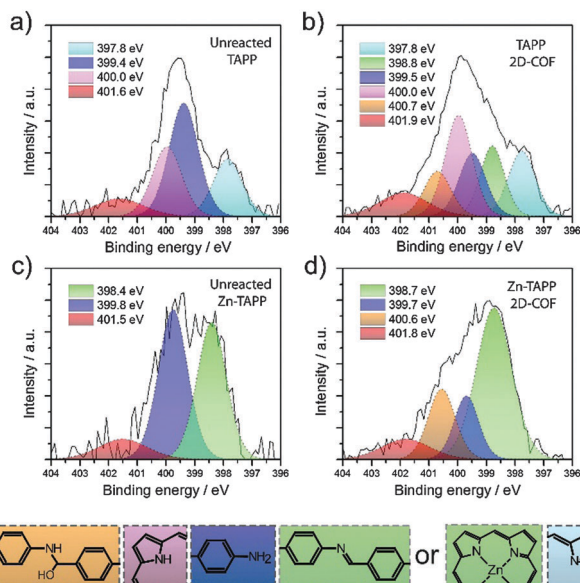 a)
Unreacted
TAPP
397.8 eV
399.4 eV
400.0 eV
401.6 eV
Intensity / a.u.
404 403 402 401 400 399 398 397 396
Binding energy / eV
b)
TAPP
2D-COF
397.8 eV
398.8 eV
399.5 eV
400.0 eV
400.7 eV
401.9 eV
Intensity / a.u.
404 403 402 401 400 399 398 397 396
Binding energy / eV
c)
Unreacted
Zn-TAPP
398.4 eV
399.8 eV
401.5 eV
Intensity / a.u.
404 403 402 401 400 399 398 397 396
Binding energy / eV
d)
Zn-TAPP
2D-COF
398.7 eV
399.7 eV
400.6 eV
401.8 eV
Intensity / a.u.
404 403 402 401 400 399 398 397 396
Binding energy / eV
NH
HO
NH
NH2
N
or
N N
Zn
N